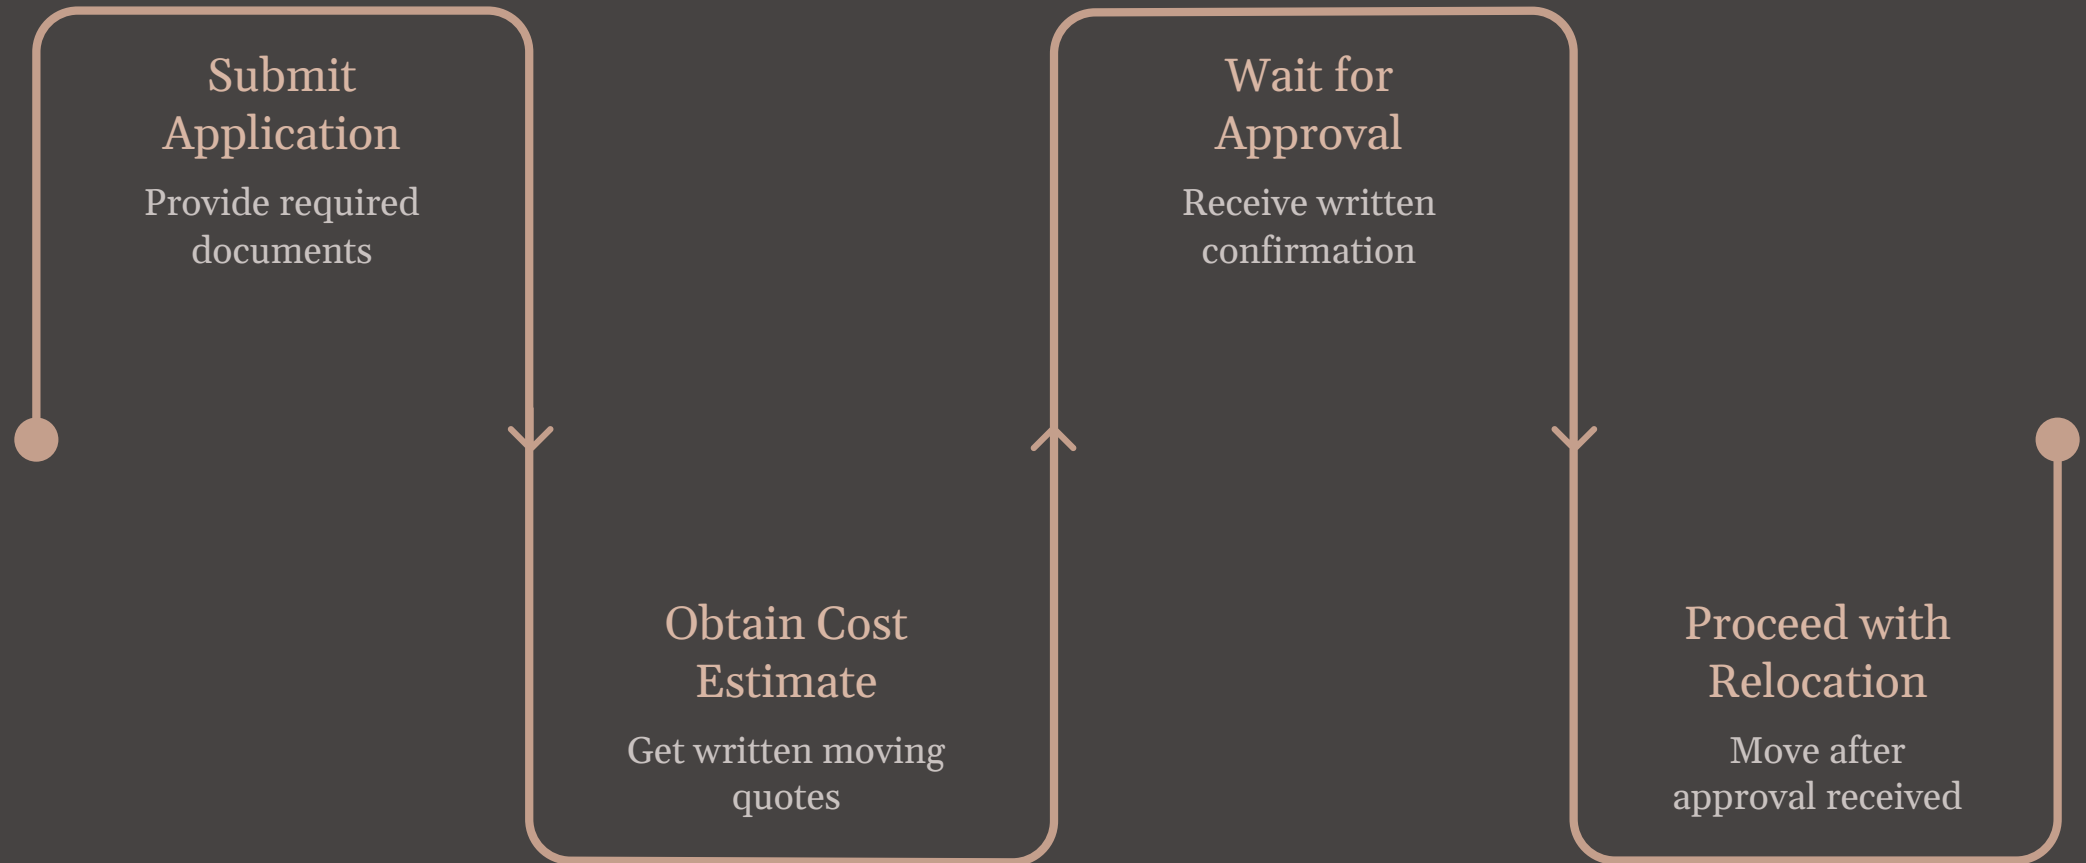 Submit
Application
Provide required
documents
Obtain Cost
Estimate
Get written moving
quotes
Wait for
Approval
Receive written
confirmation
Proceed with
Relocation
Move after
approval received